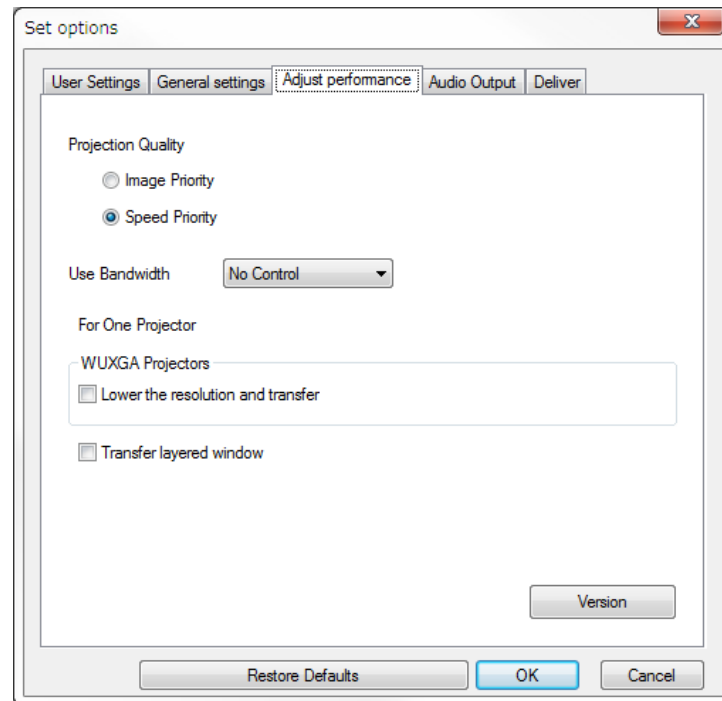 Set options
User Settings General settings Adjust performance Audio Output Deliver
Projection Quality
Image Priority
Speed Priority
Use Bandwidth No Control
For One Projector
WUXGA Projectors
Lower the resolution and transfer
Transfer layered window
Version
Restore Defaults OK Cancel